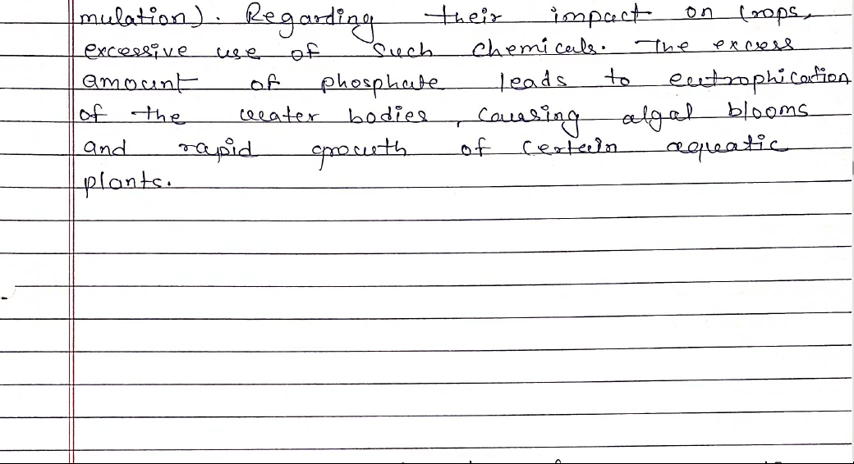 mulation). Regarding their impact on Crops,
excessive use of such chemicals. The excess
amount of phosphate leads to eutrophication
of the water bodies, causing algal blooms
and rapid growth of certain aquatic
plants.